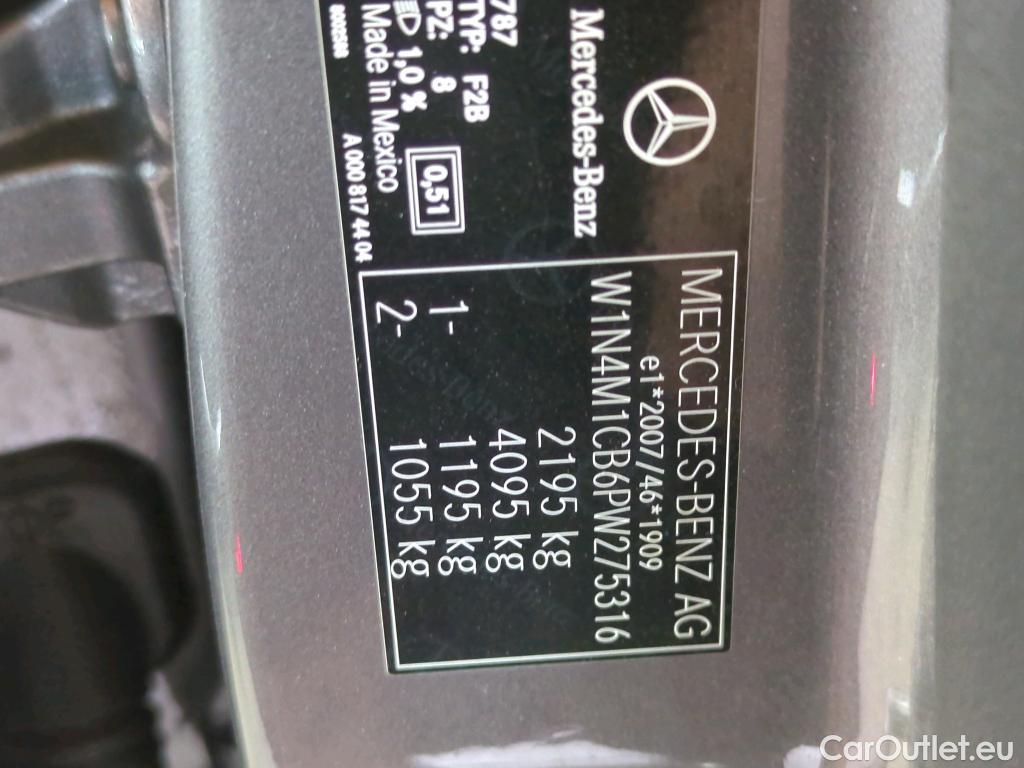 Mercedes-Benz
787
TYP: F2B
1,0 %
PZ: 8
0,51
Made in Mexico
A 000 817 44 04
MERCEDES-BENZ AG
e1*2007/46*1909
W1N4M1CB6PW275316
2195 kg
4095 kg
1- 1195 kg
2- 1055 kg
CarOutlet.eu